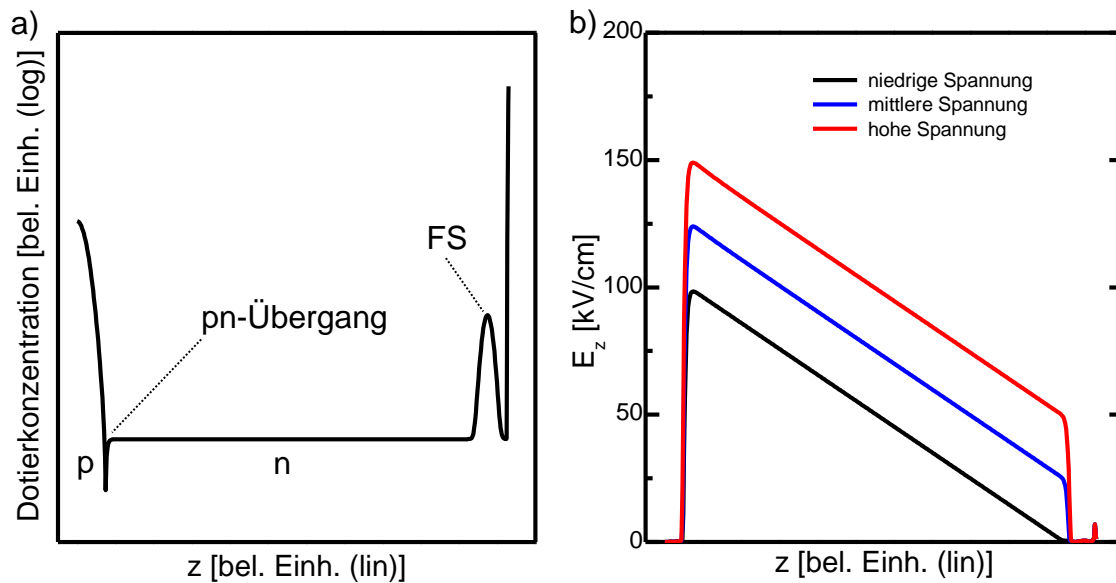 a)
Dotierkonzentration [bel. Einh. (log)]
FS
pn-Übergang
p
n
z [bel. Einh. (lin)]
b)
200
niedrige Spannung
mittlere Spannung
hohe Spannung
150
100
50
0
E_z [kV/cm]
z [bel. Einh. (lin)]